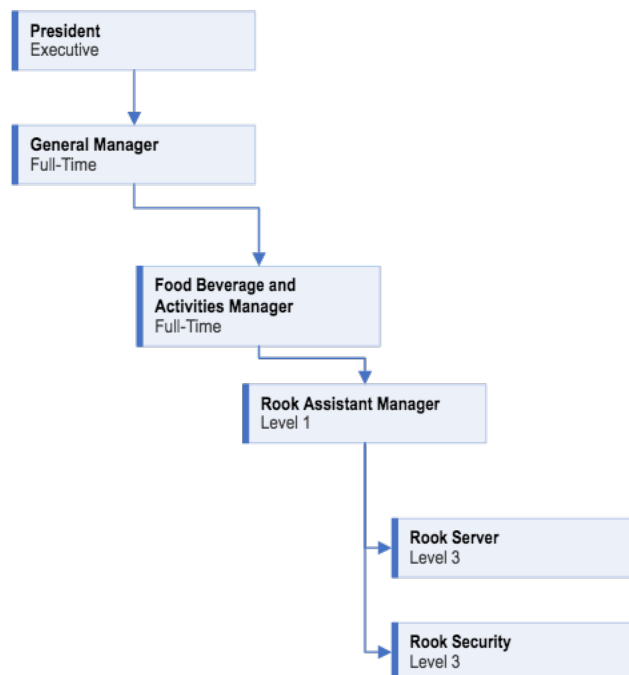 President
Executive
General Manager
Full-Time
Food Beverage and
Activities Manager
Full-Time
Rook Assistant Manager
Level 1
Rook Server
Level 3
Rook Security
Level 3